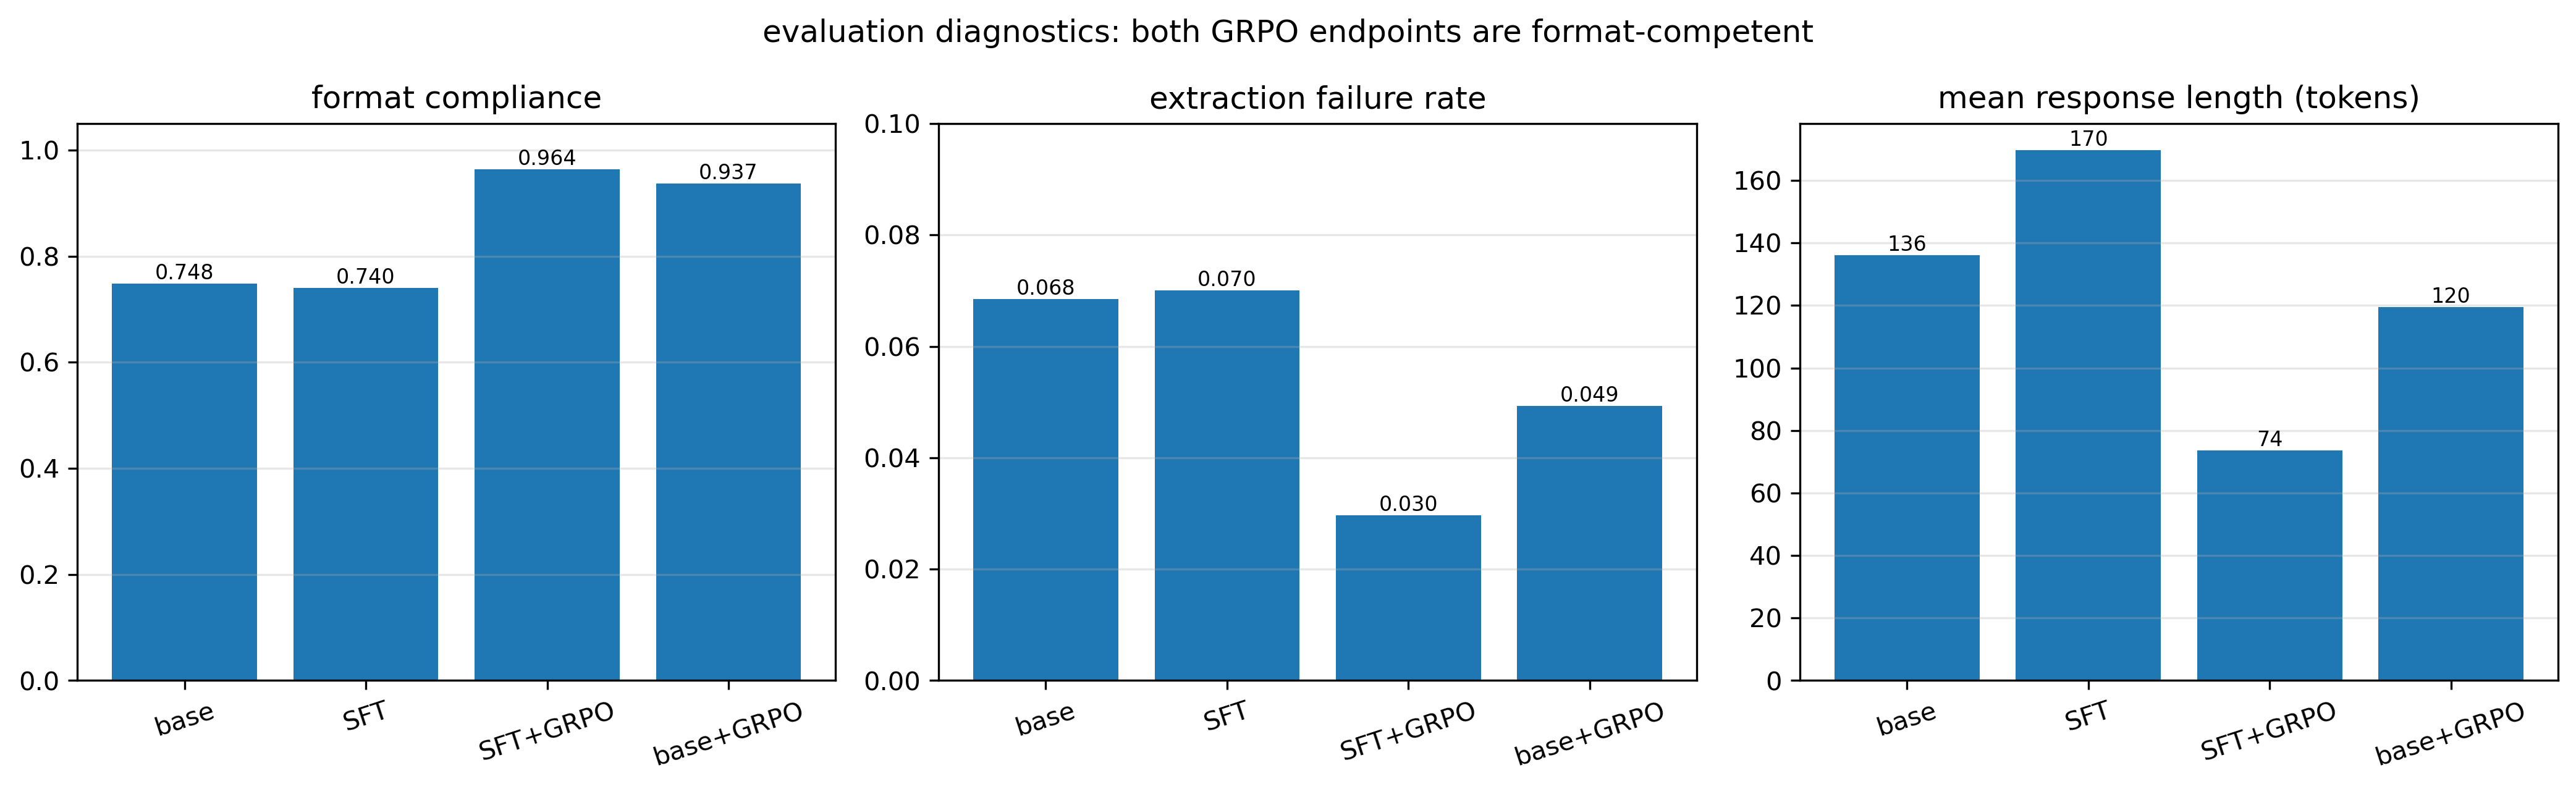 evaluation diagnostics: both GRPO endpoints are format-competent
format compliance
1.0
0.8
0.6
0.4
0.2
0.0
0.748
0.740
0.964
0.937
base
SFT
SFT+GRPO
base+GRPO
extraction failure rate
0.10
0.08
0.06
0.04
0.02
0.00
0.068
0.070
0.030
0.049
base
SFT
SFT+GRPO
base+GRPO
mean response length (tokens)
160
140
120
100
80
60
40
20
0
136
170
74
120
base
SFT
SFT+GRPO
base+GRPO